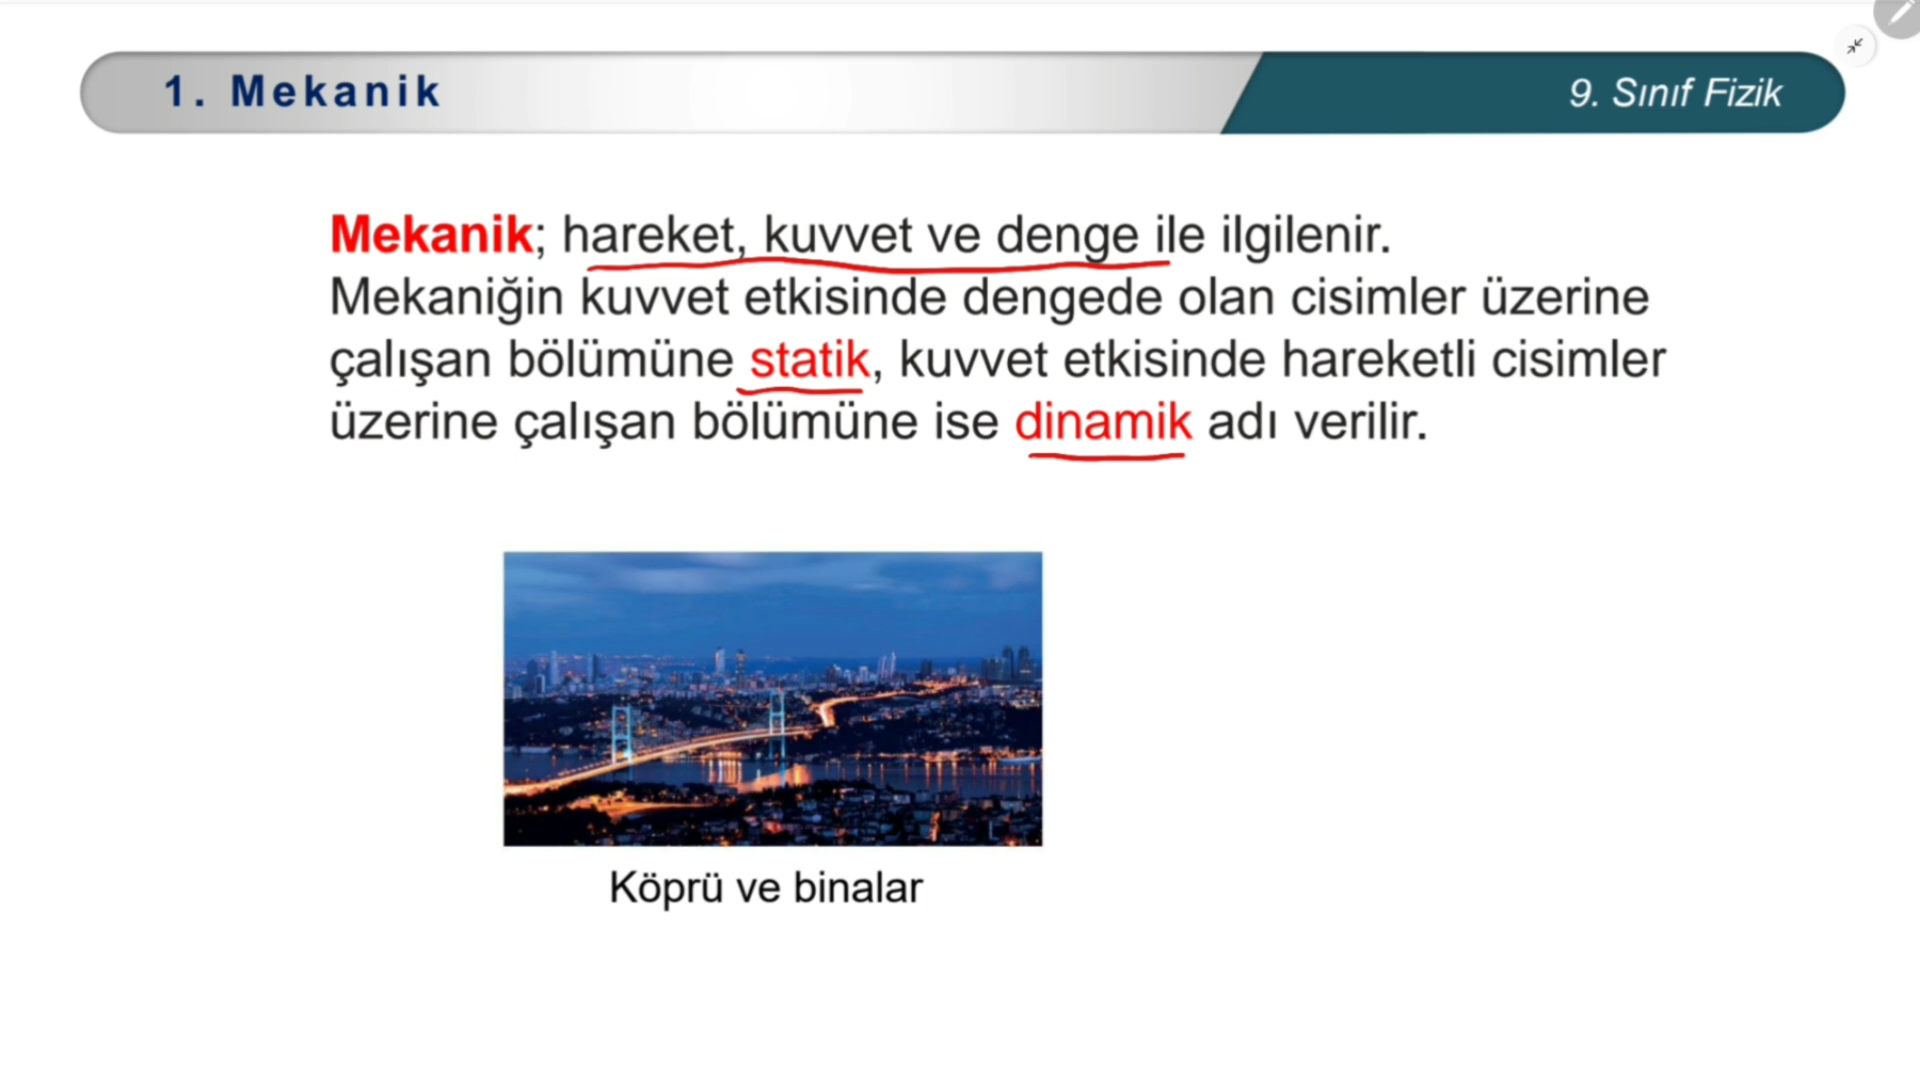 1. Mekanik
9. Sınıf Fizik
Mekanik; hareket, kuvvet ve denge ile ilgilenir.
Mekaniğin kuvvet etkisinde dengede olan cisimler üzerine
çalışan bölümüne statik, kuvvet etkisinde hareketli cisimler
üzerine çalışan bölümüne ise dinamik adı verilir.
Köprü ve binalar